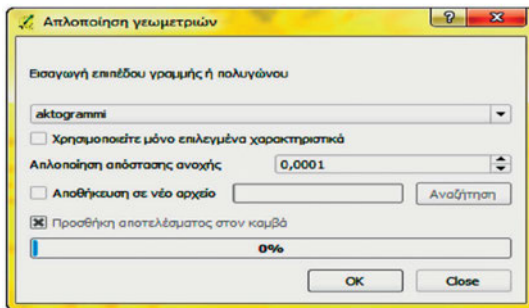 Απλοποίηση γεωμετριών
Εισαγωγή επιπέδου γραμμής ή πολυγώνου
aktogrammi
Χρησιμοποιείτε μόνο επιλεγμένα χαρακτηριστικά
Απλοποίηση απόστασης ανοχής 0,0001
Αποθήκευση σε νέο αρχείο Αναζήτηση
Προσθήκη αποτελέσματος στον καμβά
0%
OK Close